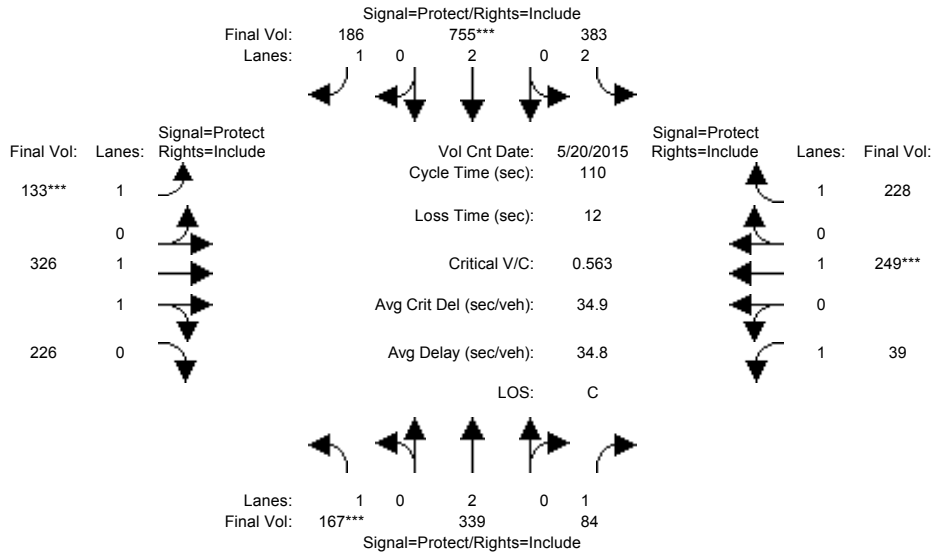 Signal=Protect/Rights=Include
Final Vol: 186 755*** 383
Lanes: 1 0 2 0 2
Signal=Protect Signal=Protect
Final Vol: Lanes: Rights=Include Vol Cnt Date: 5/20/2015 Rights=Include Lanes: Final Vol:
Cycle Time (sec): 110
133*** 1 1 228
Loss Time (sec): 12
0 0
326 1 Critical V/C: 0.563 1 249***
1 Avg Crit Del (sec/veh): 34.9 0
226 0 Avg Delay (sec/veh): 34.8 1 39
LOS: C
Lanes: 1 0 2 0 1
Final Vol: 167*** 339 84
Signal=Protect/Rights=Include